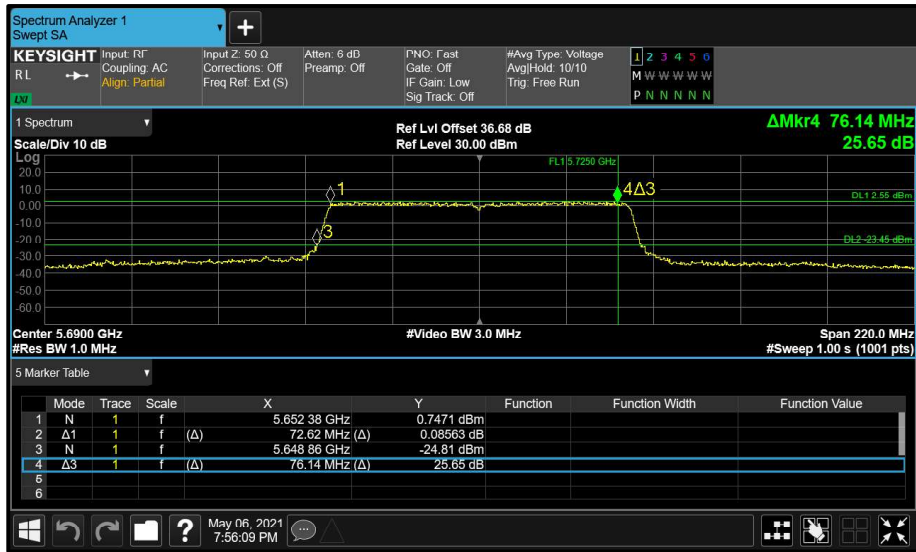 Spectrum Analyzer 1
Swept SA
+
KEYSIGHT Input: RF Input Z: 50 Ω Atten: 6 dB PNO: Fast #Avg Type: Voltage 1 2 3 4 5 6
RL Coupling: AC Corrections: Off Preamp: Off Gate: Off Avg|Hold: 10/10 M W W W W W
Align: Partial Freq Ref: Ext (S) IF Gain: Low Trig: Free Run
LXI Sig Track: Off P N N N N N
1 Spectrum Ref Lvl Offset 36.68 dB ΔMkr4 76.14 MHz
Scale/Div 10 dB Ref Level 30.00 dBm 25.65 dB
Log FL1 5.7250 GHz
20.0
10.0 1 4Δ3
0.00 DL1 2.55 dBm
-10.0
-20.0 3 DL2 -23.45 dBm
-30.0
-40.0
-50.0
-60.0
Center 5.6900 GHz #Video BW 3.0 MHz Span 220.0 MHz
#Res BW 1.0 MHz #Sweep 1.00 s (1001 pts)
5 Marker Table
Mode Trace Scale X Y Function Function Width Function Value
1 N 1 f 5.652 38 GHz 0.7471 dBm
2 Δ1 1 f (Δ) 72.62 MHz (Δ) 0.08563 dB
3 N 1 f 5.648 86 GHz -24.81 dBm
4 Δ3 1 f (Δ) 76.14 MHz (Δ) 25.65 dB
5
6
? May 06, 2021
7:56:09 PM